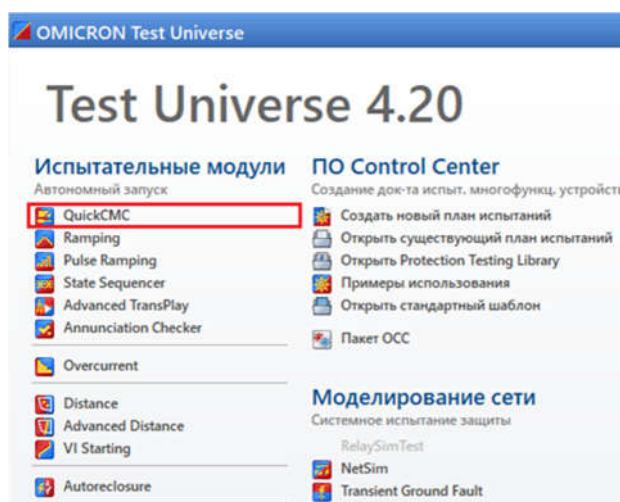 OMICRON Test Universe
Test Universe 4.20
Испытательные модули
Автономный запуск
QuickCMC
Ramping
Pulse Ramping
State Sequencer
Advanced TransPlay
Annunciation Checker
Overcurrent
Distance
Advanced Distance
VI Starting
Autoreclosure
ПО Control Center
Создание док-та испыт. многофункц. устройств
Создать новый план испытаний
Открыть существующий план испытаний
Открыть Protection Testing Library
Примеры использования
Открыть стандартный шаблон
Пакет ОСС
Моделирование сети
Системное испытание защиты
RelaySimTest
NetSim
Transient Ground Fault